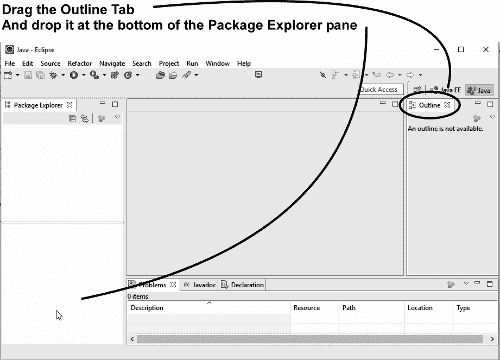 Drag the Outline Tab
And drop it at the bottom of the Package Explorer pane
Java - Eclipse
File Edit Source Refactor Navigate Search Project Run Window Help
Quick Access Java EE Java
Package Explorer
Outline
An outline is not available.
Problems @ Javadoc Declaration
0 items
Description Resource Path Location Type